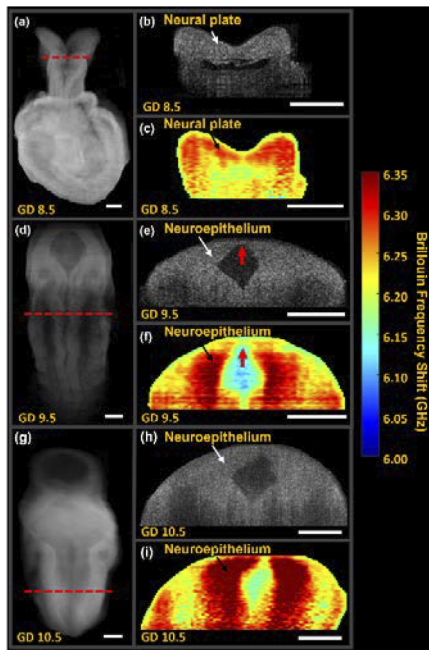 (a)
GD 8.5
(b)
Neural plate
GD 8.5
(c)
Neural plate
GD 8.5
(d)
GD 9.5
(e)
Neuroepithelium
GD 9.5
(f)
Neuroepithelium
GD 9.5
(g)
GD 10.5
(h)
Neuroepithelium
GD 10.5
(i)
Neuroepithelium
GD 10.5
6.35
6.30
6.20
6.15
6.10
6.05
6.00
Brillouin Frequency Shift (GHz)